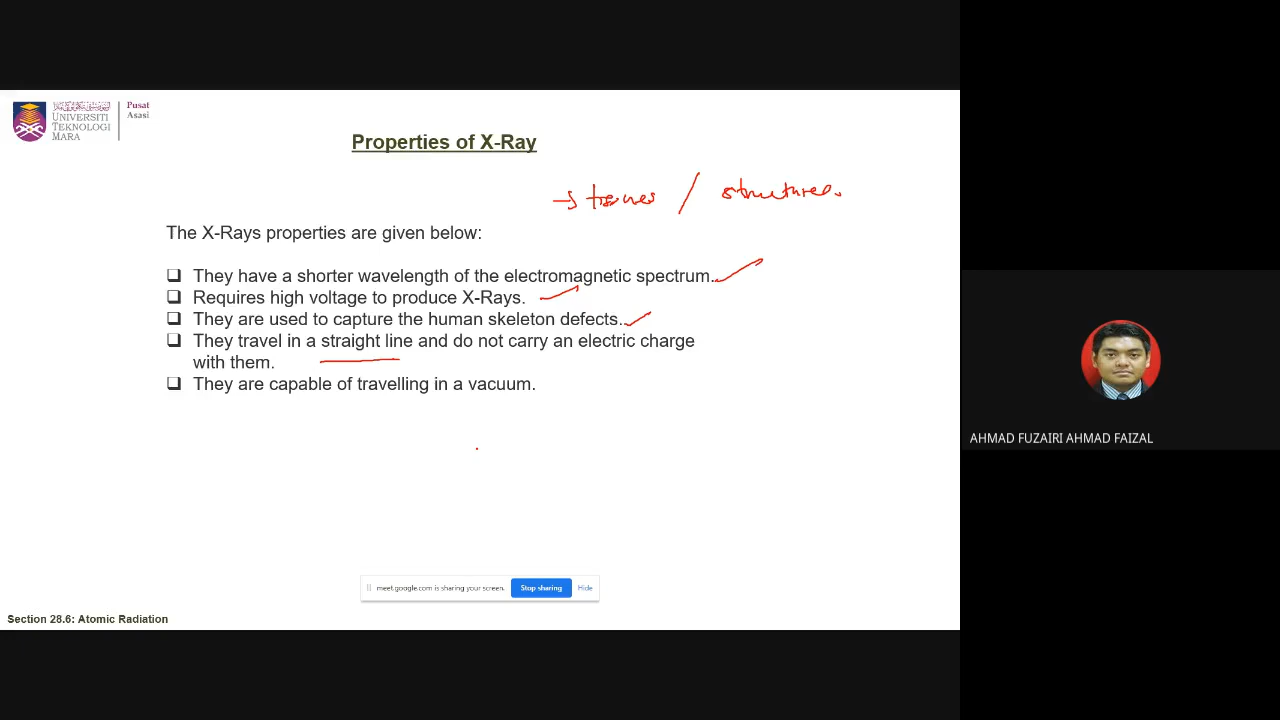 UNIVERSITI
TEKNOLOGI
MARA
Pusat
Asasi
Properties of X-Ray
→ tissues / structures.
The X-Rays properties are given below:
❑ They have a shorter wavelength of the electromagnetic spectrum.
❑ Requires high voltage to produce X-Rays.
❑ They are used to capture the human skeleton defects.
❑ They travel in a straight line and do not carry an electric charge
with them.
❑ They are capable of travelling in a vacuum.
AHMAD FUZAIRI AHMAD FAIZAL
meet.google.com is sharing your screen. Stop sharing Hide
Section 28.6: Atomic Radiation